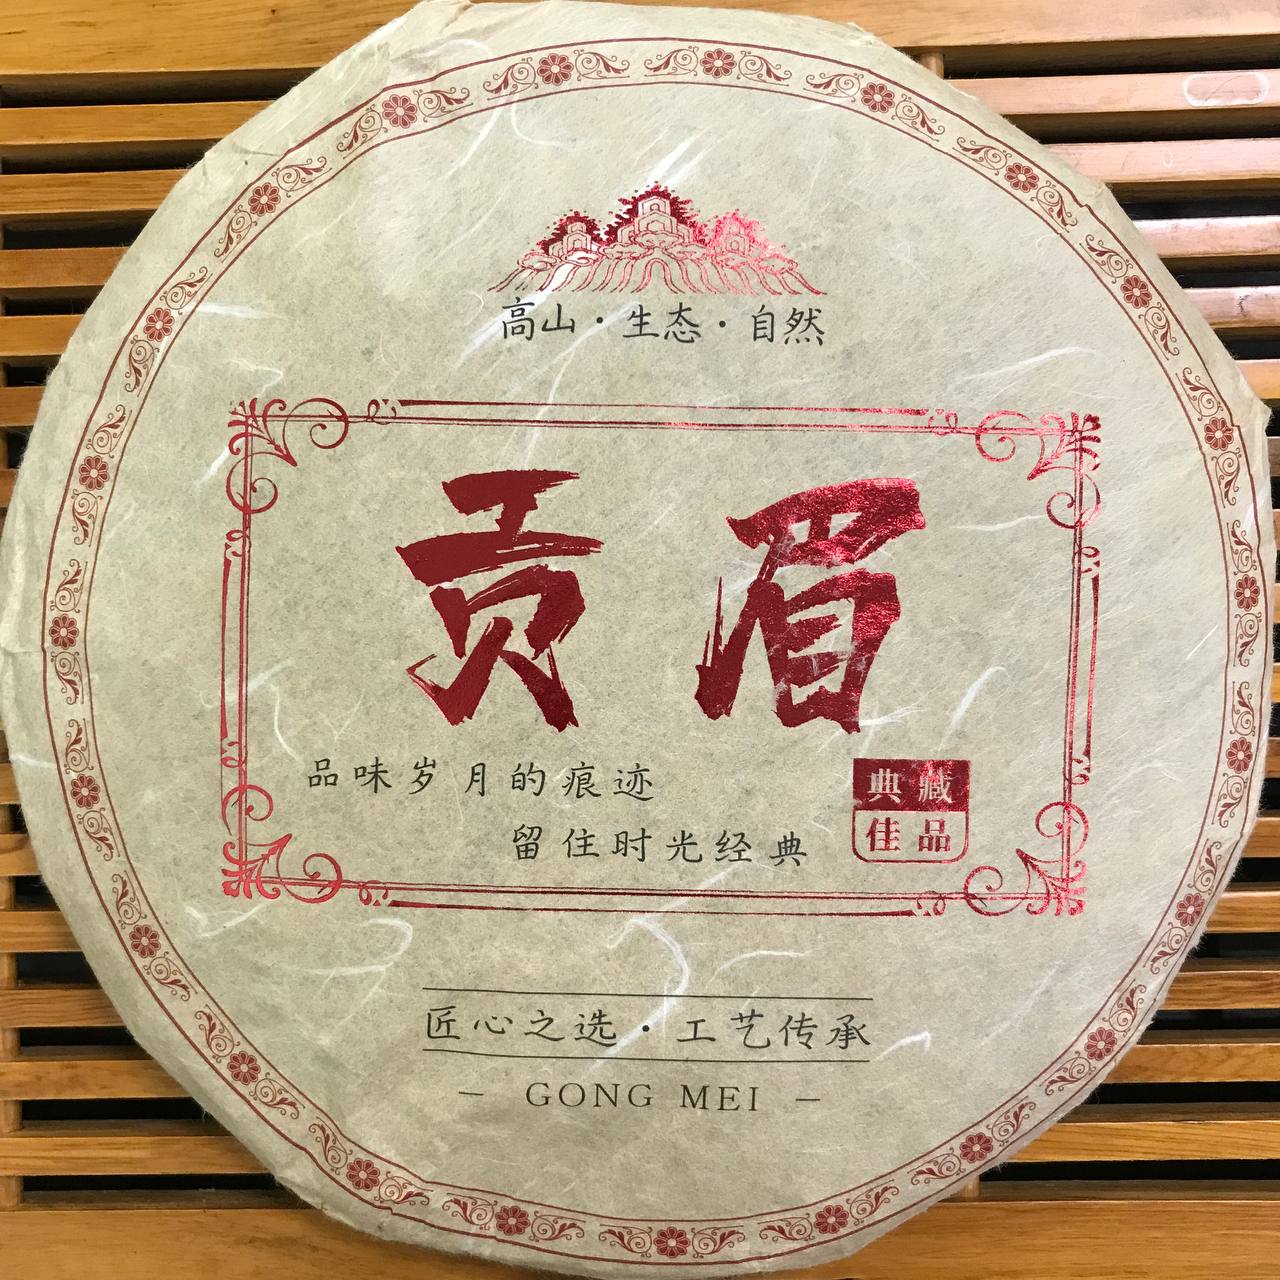 高山·生态·自然
贡眉
品味岁月的痕迹
留住时光经典
典藏
佳品
匠心之选·工艺传承
— GONG MEI —